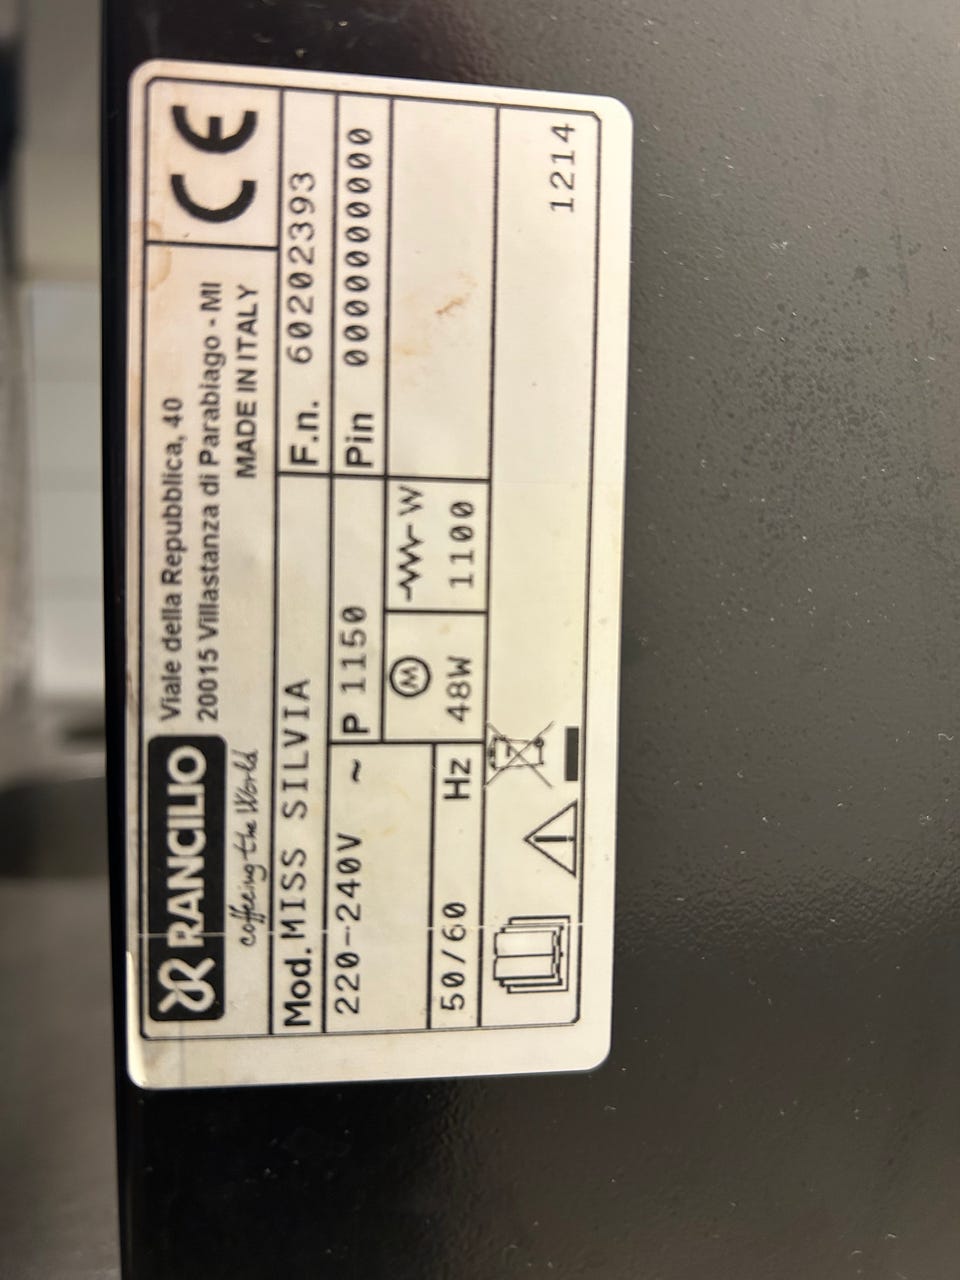 RANCILIO
coffeeing the World
Viale della Repubblica, 40
20015 Villastanza di Parabiago - MI
MADE IN ITALY
CE
Mod. MISS SILVIA
F.n. 60202393
220-240V ~
P 1150
Pin 0000000000
50/60 Hz
M
48W
W
1100
1214